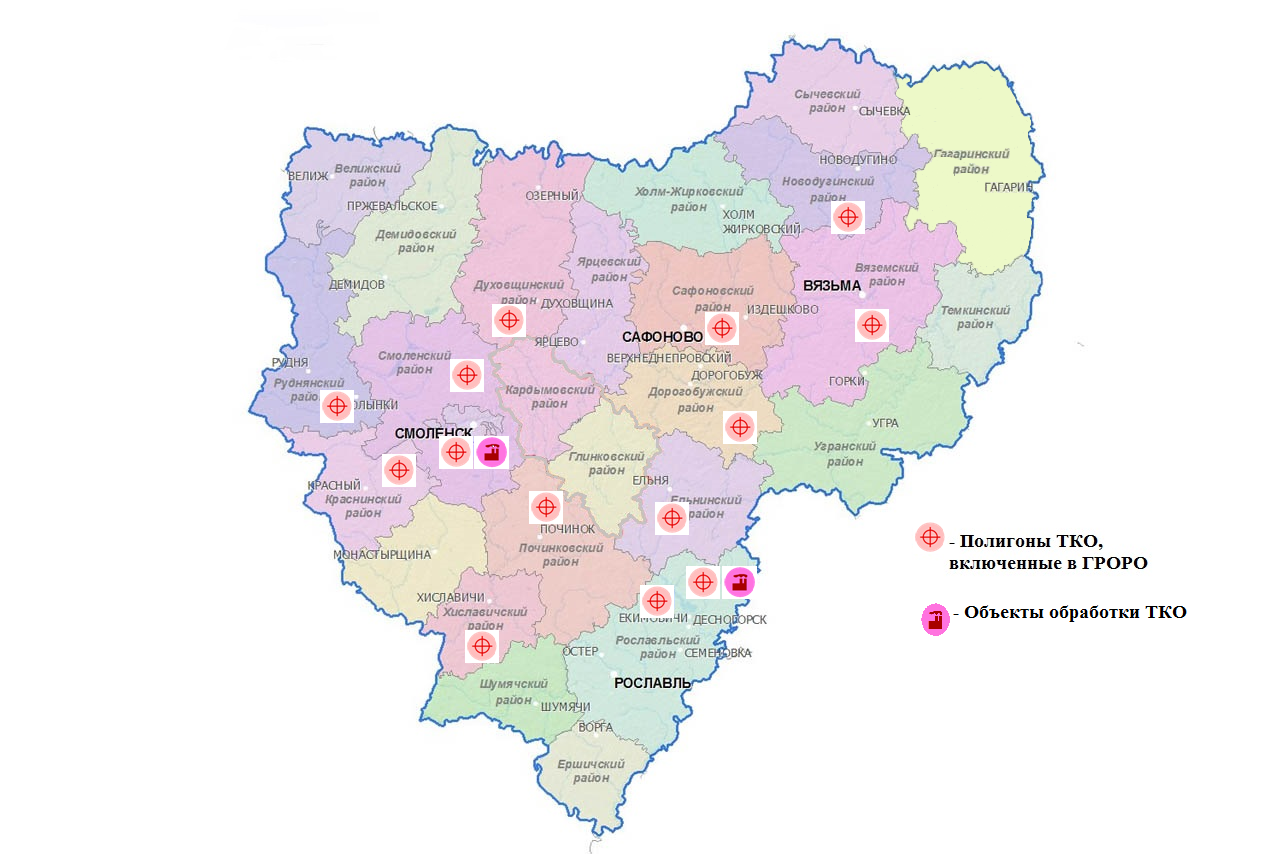 Сычевский
район
СЫЧЕВКА
Гагаринский
район
ГАГАРИН
НОВОДУГИНО
Новодугинский
район
Велижский
район
ВЕЛИЖ
ПРЖЕВАЛЬСКОЕ
Демидовский
район
ДЕМИДОВ
ОЗЕРНЫЙ
Холм-Жирковский
район
ХОЛМ
ЖИРКОВСКИЙ
Ярцевский
район
Духовщинский
район
ДУХОВЩИНА
Сафоновский
район
ИЗДЕШКОВО
САФОНОВО
ВЯЗЬМА
Вяземский
район
Темкинский
район
ЯРЦЕВО
ВЕРХНЕДНЕПРОВСКИЙ
ДОРОГОБУЖ
Дорогобужский
район
Смоленский
район
РУДНЯ
Руднянский
район
ОЛЫНКИ
Кардымовский
район
ГОРКИ
УГРА
Угранский
район
СМОЛЕНСК
Глинковский
район
КРАСНЫЙ
Краснинский
район
ЕЛЬНЯ
Ельнинский
район
ПОЧИНОК
Починковский
район
МОНАСТЫРЩИНА
ХИСЛАВИЧИ
Хиславичский
район
ЕКИМОВИЧИ
ДЕСНОГОРСК
Рославльский
район
СЕМЕНОВКА
ОСТЕР
РОСЛАВЛЬ
Шумячский
район
ШУМЯЧИ
ВОРГА
Ершичский
район
- Полигоны ТКО,
включенные в ГРОРО
- Объекты обработки ТКО